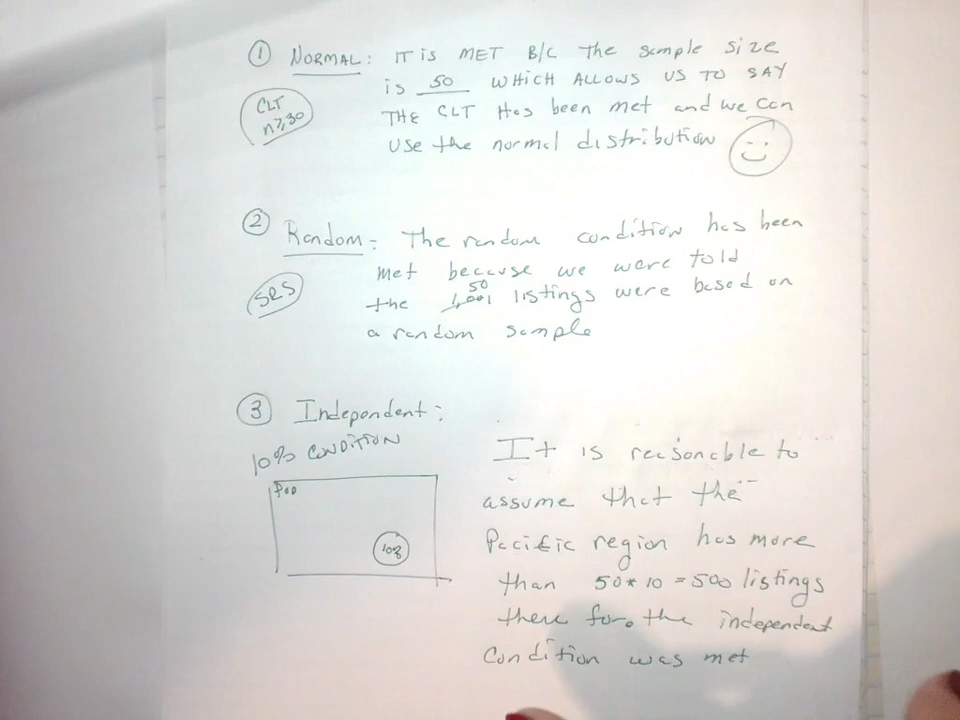 ① NORMAL: IT IS MET B/C THE sample size
is 50 WHICH ALLOWS US TO SAY
CLT
n≥30
THE CLT Has been met and we can
use the normal distribution
② Random: The random condition has been
met because we were told
SRS
50
the 1,001 listings were based on
a random sample
③ Independent:
10% CONDITION
Pop
10%
It is reasonable to
assume that the
Pacific region has more
than 50*10=500 listings
there fore the independent
Condition was met